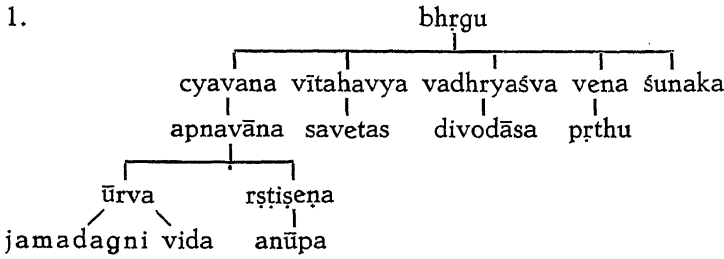 1.
bhṛgu
cyavana vītahavya vadhryaśva vena śunaka
apnavāna savetas divodāsa pṛthu
ūrva ṛṣṭiṣeṇa
jamadagni vida anūpa